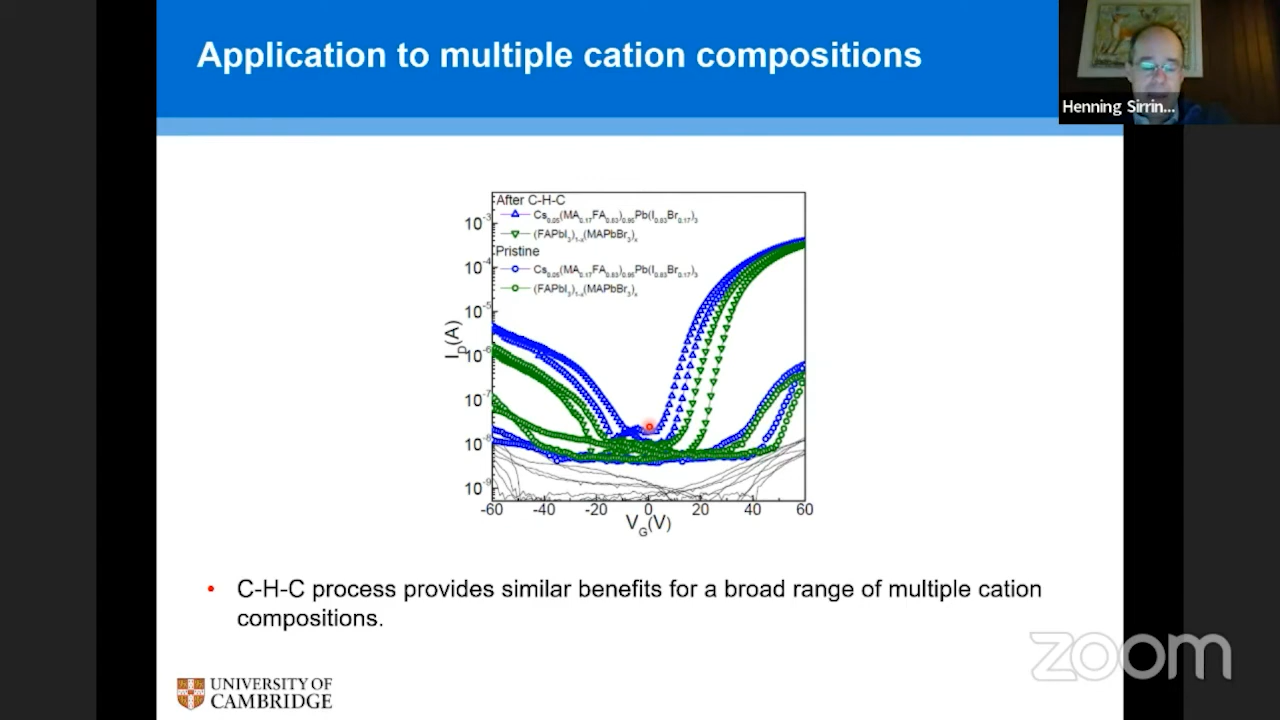 Application to multiple cation compositions
Henning Sirrin...
After C-H-C
Cs0.05(MA0.17FA0.83)0.95Pb(I0.83Br0.17)3
(FAPbI3)1-x(MAPbBr3)x
Pristine
Cs0.05(MA0.17FA0.83)0.95Pb(I0.83Br0.17)3
(FAPbI3)1-x(MAPbBr3)x
10-3
10-4
10-5
10-6
10-7
10-8
10-9
ID(A)
-60 -40 -20 0 20 40 60
VG(V)
• C-H-C process provides similar benefits for a broad range of multiple cation
compositions.
zoom
UNIVERSITY OF
CAMBRIDGE